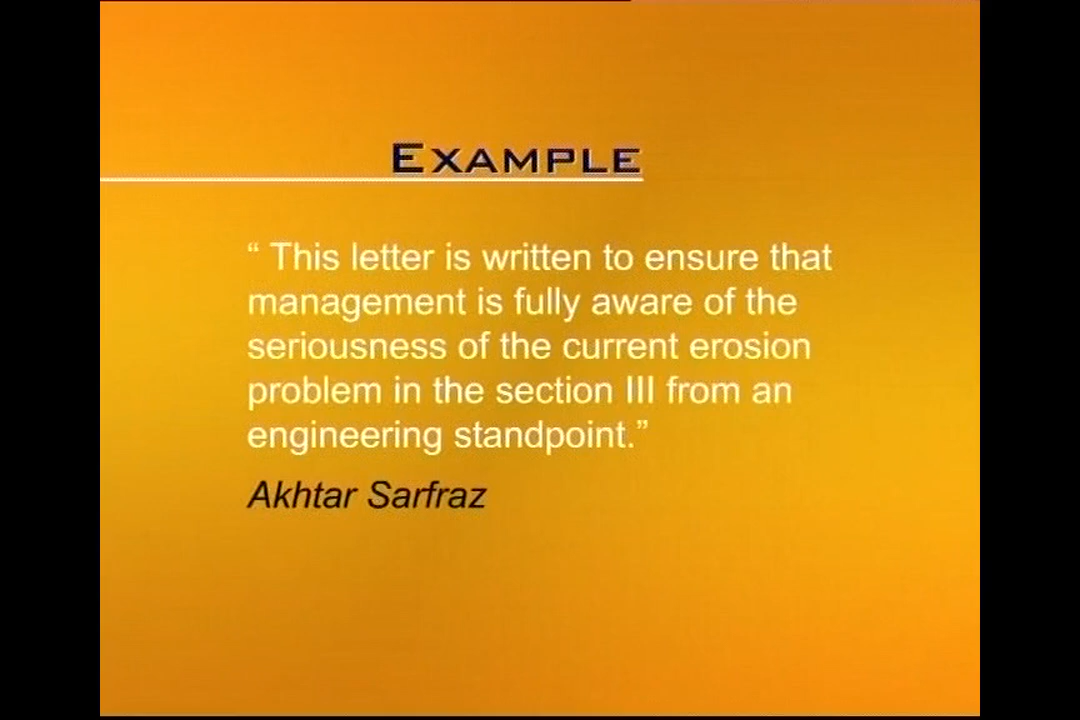 EXAMPLE
“ This letter is written to ensure that
management is fully aware of the
seriousness of the current erosion
problem in the section III from an
engineering standpoint.”
Akhtar Sarfraz